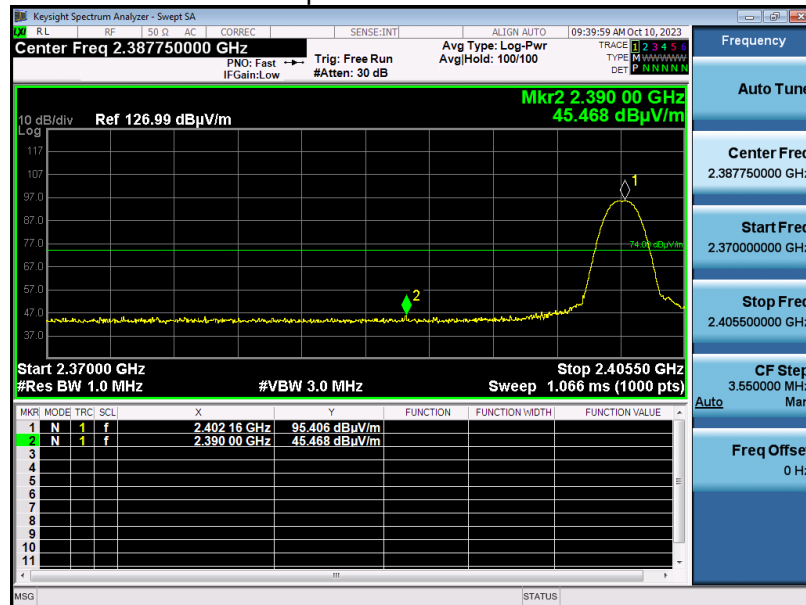 Keysight Spectrum Analyzer - Swept SA
LXI RL RF 50 Ω AC CORREC SENSE:INT ALIGN AUTO 09:39:59 AM Oct 10, 2023
Center Freq 2.387750000 GHz
PNO: Fast
IFGain:Low
Trig: Free Run
#Atten: 30 dB
Avg Type: Log-Pwr
Avg|Hold: 100/100
TRACE 1 2 3 4 5 6
TYPE M WWWWW
DET P N N N N N
Mkr2 2.390 00 GHz
45.468 dBµV/m
10 dB/div Ref 126.99 dBµV/m
Log
117
107
97.0
87.0
77.0
67.0
57.0
47.0
37.0
1
2
Start 2.37000 GHz Stop 2.40550 GHz
#Res BW 1.0 MHz #VBW 3.0 MHz Sweep 1.066 ms (1000 pts)
MKR MODE TRC SCL X Y FUNCTION FUNCTION WIDTH FUNCTION VALUE
1 N 1 f 2.402 16 GHz 95.406 dBµV/m
2 N 1 f 2.390 00 GHz 45.468 dBµV/m
3
4
5
6
7
8
9
10
11
MSG STATUS
Frequency
Auto Tune
Center Freq
2.387750000 GHz
Start Freq
2.370000000 GHz
Stop Freq
2.405500000 GHz
CF Step
3.550000 MHz
Auto Man
Freq Offset
0 Hz